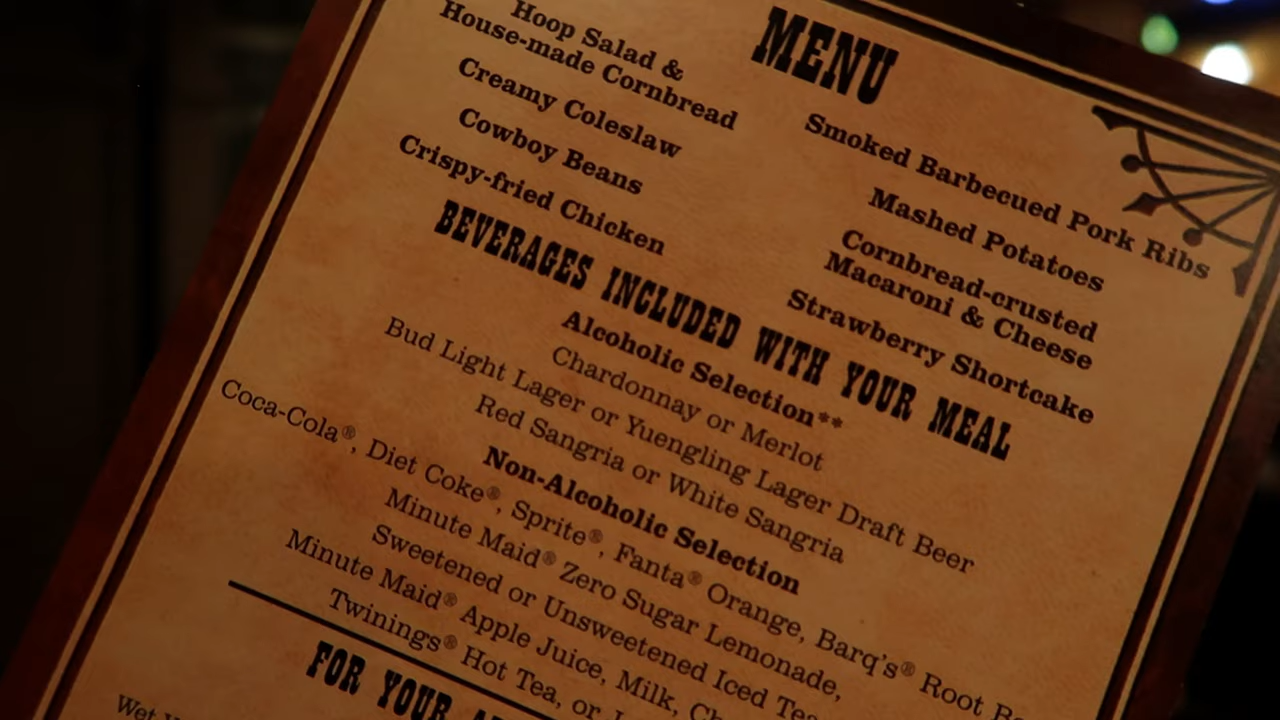 MENU
Hoop Salad &
House-made Cornbread
Creamy Coleslaw
Cowboy Beans
Crispy-fried Chicken
Smoked Barbecued Pork Ribs
Mashed Potatoes
Cornbread-crusted
Macaroni & Cheese
Strawberry Shortcake
BEVERAGES INCLUDED WITH YOUR MEAL
Alcoholic Selection**
Chardonnay or Merlot
Bud Light Lager or Yuengling Lager Draft Beer
Red Sangria or White Sangria
Non-Alcoholic Selection
Coca-Cola®, Diet Coke®, Sprite®, Fanta® Orange, Barq's® Root
Minute Maid® Zero Sugar Lemonade,
Sweetened or Unsweetened Iced Tea
Minute Maid® Apple Juice, Milk,
Twinings® Hot Tea, or
FOR YOUR
Wet